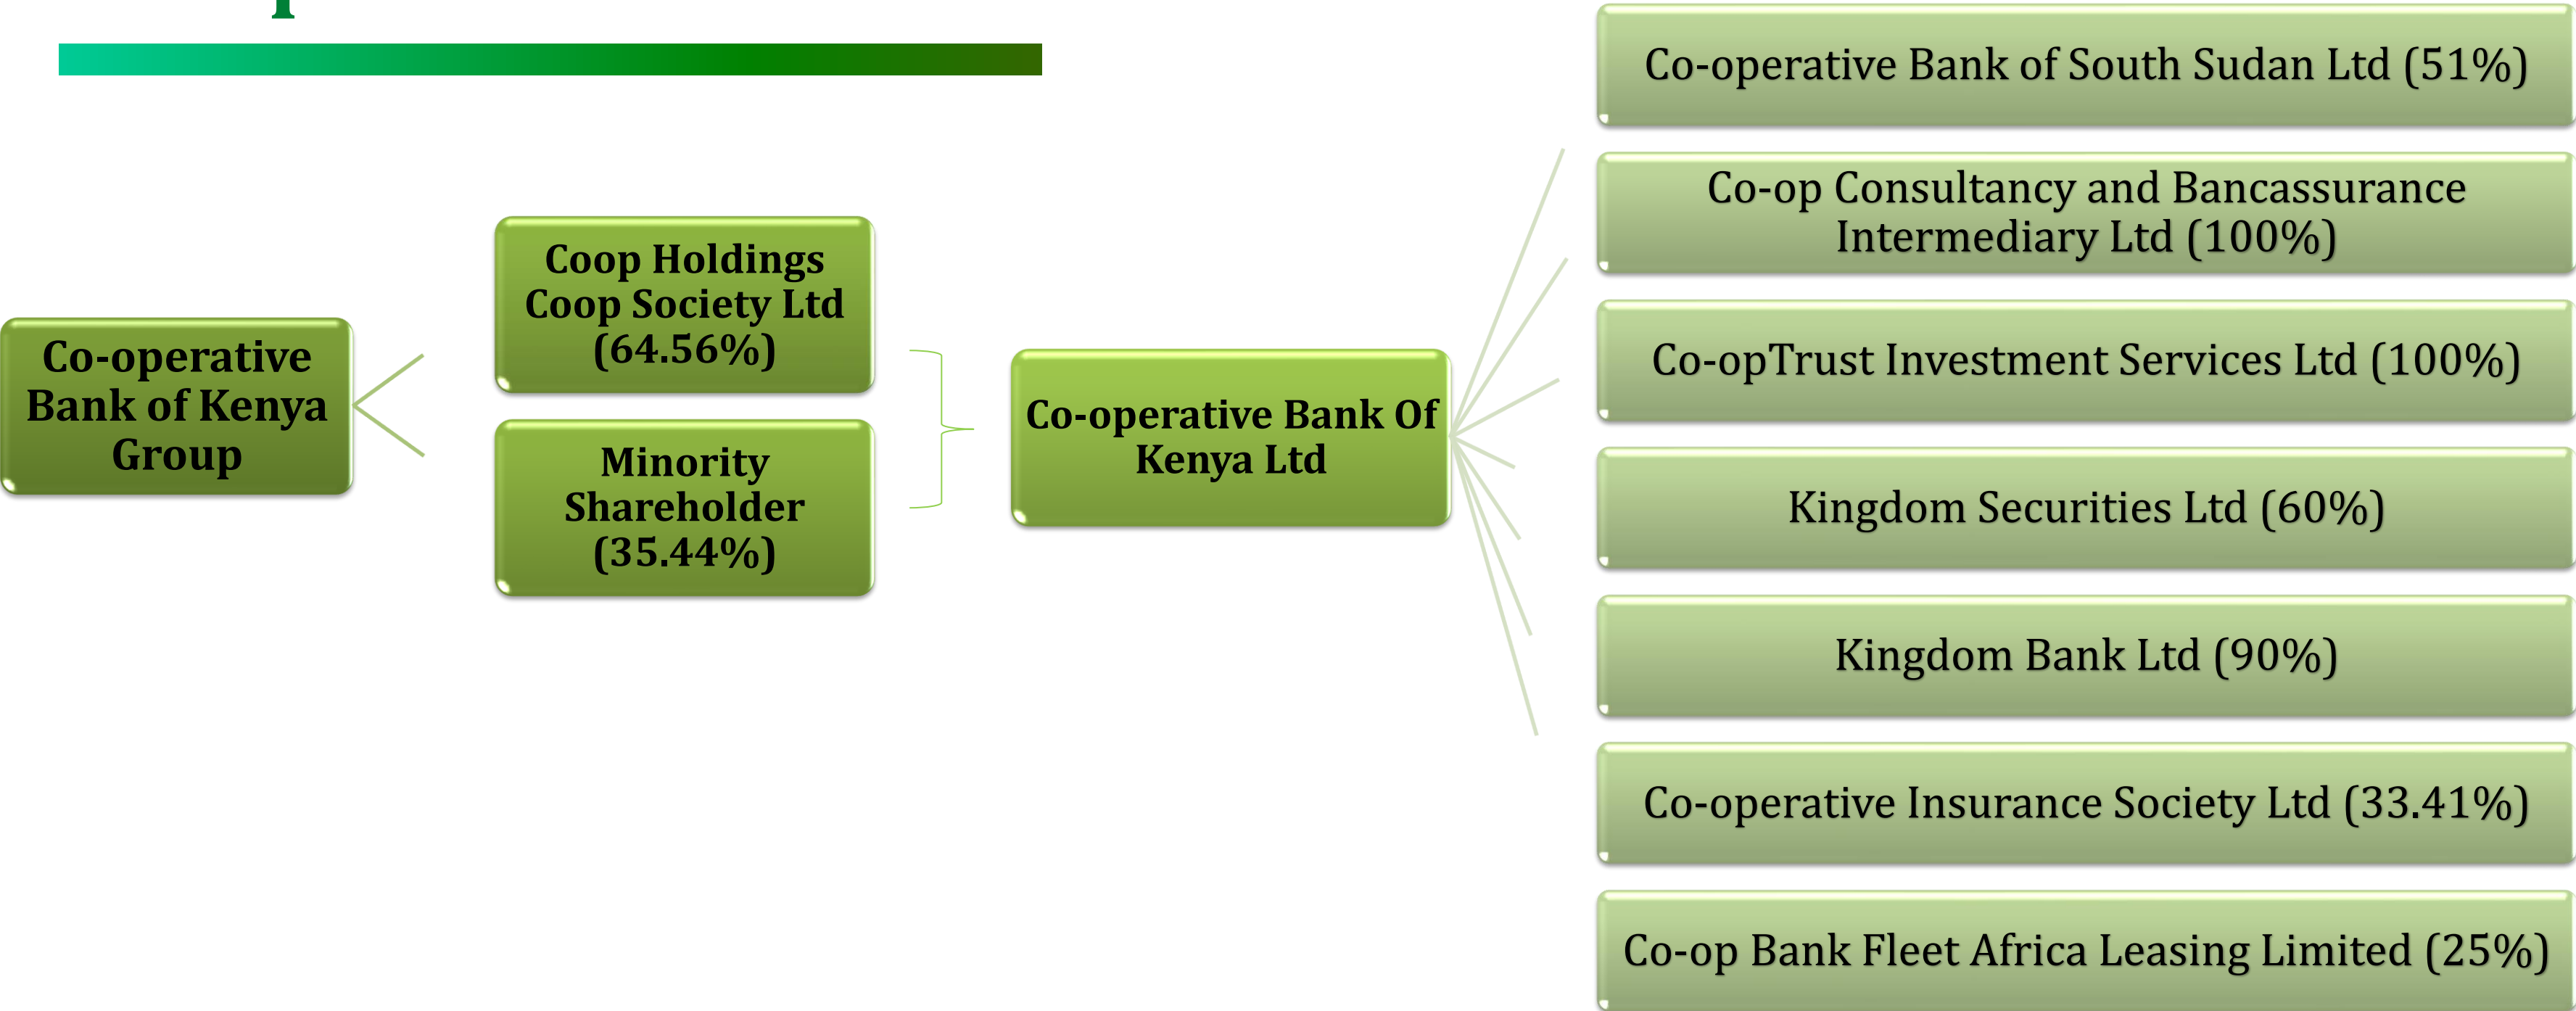 Co-operative
Bank of Kenya
Group
Coop Holdings
Coop Society Ltd
(64.56%)
Minority
Shareholder
(35.44%)
Co-operative Bank Of
Kenya Ltd
Co-operative Bank of South Sudan Ltd (51%)
Co-op Consultancy and Bancassurance
Intermediary Ltd (100%)
Co-opTrust Investment Services Ltd (100%)
Kingdom Securities Ltd (60%)
Kingdom Bank Ltd (90%)
Co-operative Insurance Society Ltd (33.41%)
Co-op Bank Fleet Africa Leasing Limited (25%)